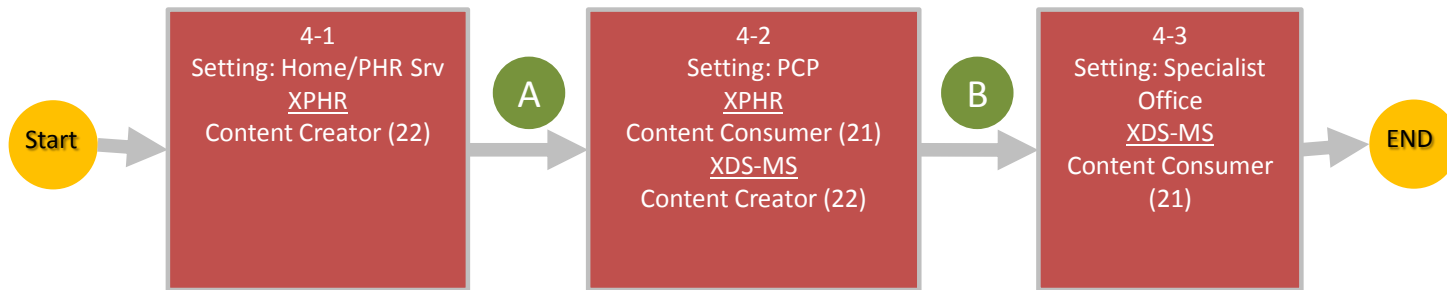 Start
4-1
Setting: Home/PHR Srv
XPHR
Content Creator (22)
A
4-2
Setting: PCP
XPHR
Content Consumer (21)
XDS-MS
Content Creator (22)
B
4-3
Setting: Specialist
Office
XDS-MS
Content Consumer
(21)
END